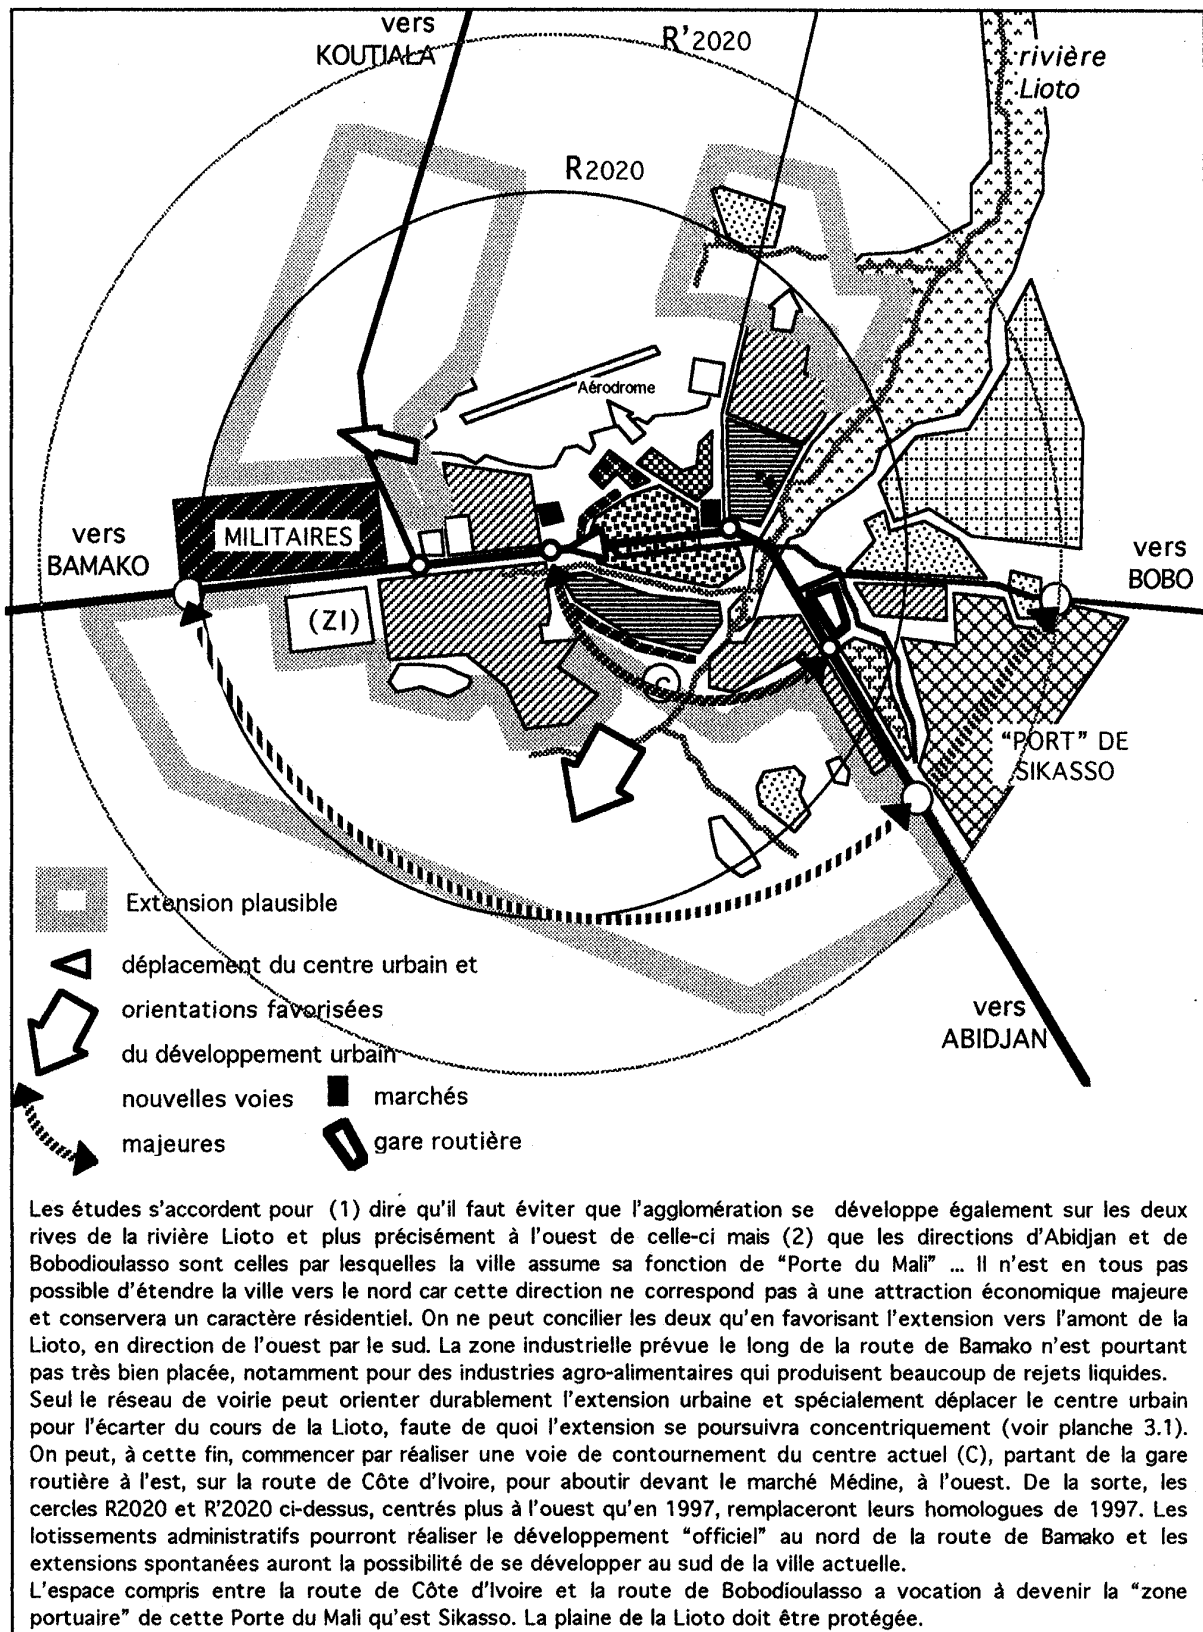 vers
KOUTIALA
R'2020
rivière
Lioto
R2020
Aérodrome
vers
BAMAKO
MILITAIRES
(ZI)
C
vers
BOBO
"PORT" DE
SIKASSO
vers
ABIDJAN
Extension plausible
déplacement du centre urbain et
orientations favorisées
du développement urbain
nouvelles voies
majeures
marchés
gare routière
Les études s'accordent pour (1) dire qu'il faut éviter que l'agglomération se développe également sur les deux
rives de la rivière Lioto et plus précisément à l'ouest de celle-ci mais (2) que les directions d'Abidjan et de
Bobodioulasso sont celles par lesquelles la ville assume sa fonction de "Porte du Mali" ... Il n'est en tous pas
possible d'étendre la ville vers le nord car cette direction ne correspond pas à une attraction économique majeure
et conservera un caractère résidentiel. On ne peut concilier les deux qu'en favorisant l'extension vers l'amont de la
Lioto, en direction de l'ouest par le sud. La zone industrielle prévue le long de la route de Bamako n'est pourtant
pas très bien placée, notamment pour des industries agro-alimentaires qui produisent beaucoup de rejets liquides.
Seul le réseau de voirie peut orienter durablement l'extension urbaine et spécialement déplacer le centre urbain
pour l'écarter du cours de la Lioto, faute de quoi l'extension se poursuivra concentriquement (voir planche 3.1).
On peut, à cette fin, commencer par réaliser une voie de contournement du centre actuel (C), partant de la gare
routière à l'est, sur la route de Côte d'Ivoire, pour aboutir devant le marché Médine, à l'ouest. De la sorte, les
cercles R2020 et R'2020 ci-dessus, centrés plus à l'ouest qu'en 1997, remplaceront leurs homologues de 1997. Les
lotissements administratifs pourront réaliser le développement "officiel" au nord de la route de Bamako et les
extensions spontanées auront la possibilité de se développer au sud de la ville actuelle.
L'espace compris entre la route de Côte d'Ivoire et la route de Bobodioulasso a vocation à devenir la "zone
portuaire" de cette Porte du Mali qu'est Sikasso. La plaine de la Lioto doit être protégée.